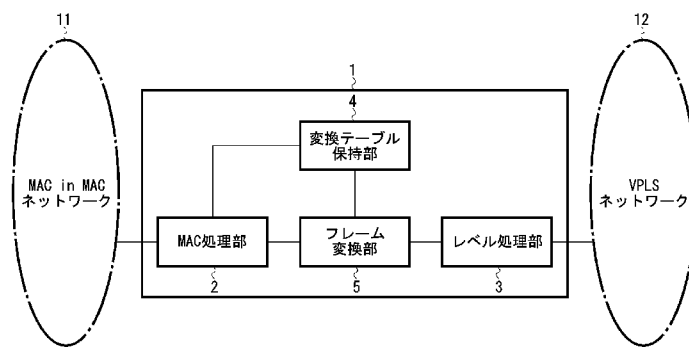 11
12
1
4
変換テーブル
保持部
MAC in MAC
ネットワーク
VPLS
ネットワーク
MAC処理部
フレーム
変換部
レベル処理部
2
5
3